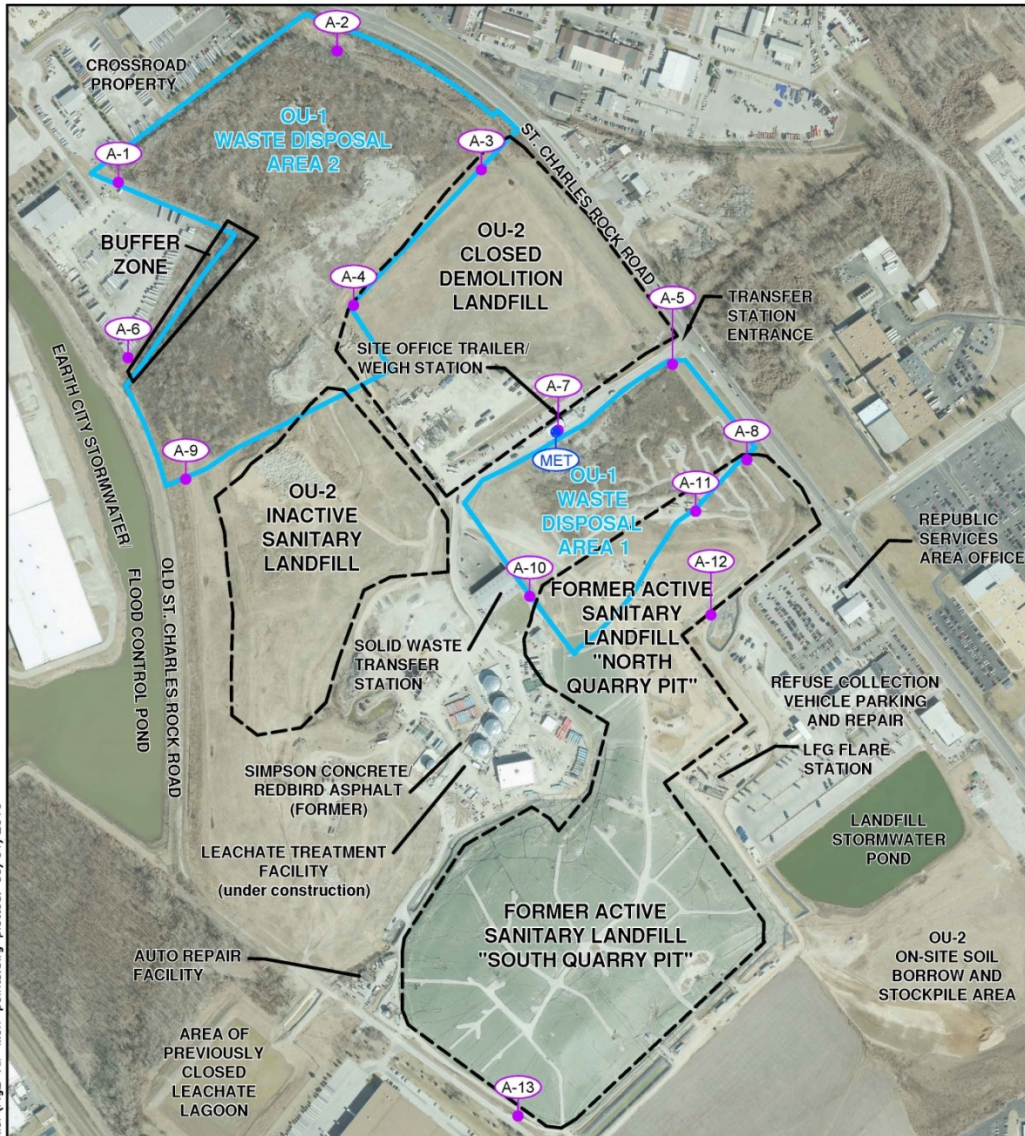 A-2
CROSSROAD
PROPERTY
OU-1
WASTE DISPOSAL
AREA 2
A-1
A-3
ST. CHARLES ROCK ROAD
BUFFER
ZONE
OU-2
CLOSED
DEMOLITION
LANDFILL
A-4
A-5
TRANSFER
STATION
ENTRANCE
A-6
SITE OFFICE TRAILER/
WEIGH STATION
A-7
MET
A-8
EARTH CITY STORMWATER/
FLOOD CONTROL POND
OLD ST. CHARLES ROCK ROAD
A-9
OU-2
INACTIVE
SANITARY
LANDFILL
OU-1
WASTE
DISPOSAL
AREA 1
A-11
REPUBLIC
SERVICES
AREA OFFICE
A-10
A-12
FORMER ACTIVE
SANITARY
LANDFILL
"NORTH
QUARRY PIT"
SOLID WASTE
TRANSFER
STATION
REFUSE COLLECTION
VEHICLE PARKING
AND REPAIR
LFG FLARE
STATION
SIMPSON CONCRETE/
REDBIRD ASPHALT
(FORMER)
LANDFILL
STORMWATER
POND
LEACHATE TREATMENT
FACILITY
(under construction)
FORMER ACTIVE
SANITARY LANDFILL
"SOUTH QUARRY PIT"
AUTO REPAIR
FACILITY
OU-2
ON-SITE SOIL
BORROW AND
STOCKPILE AREA
AREA OF
PREVIOUSLY
CLOSED
LEACHATE
LAGOON
A-13